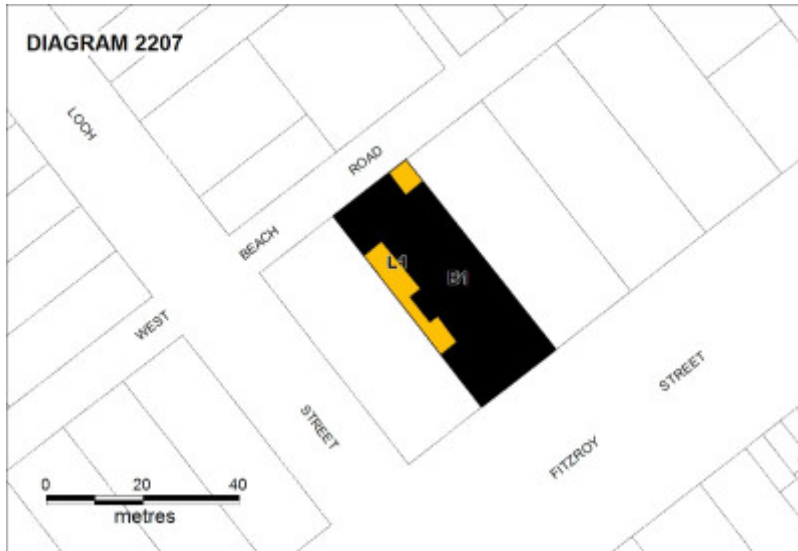 DIAGRAM 2207
LOCH
ROAD
BEACH
L1
B1
WEST
STREET
STREET
FITZROY
0 20 40
metres